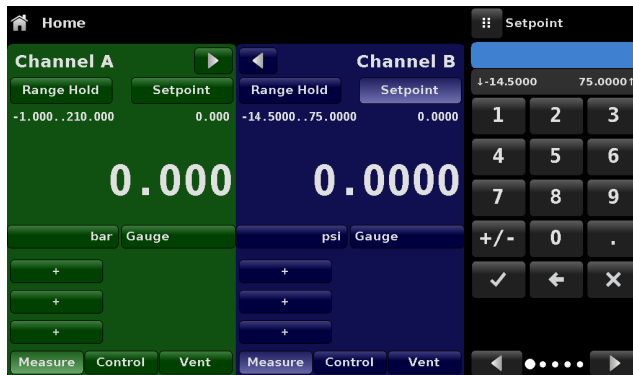 Home
Setpoint
Channel A
Channel B
Range Hold Setpoint
Range Hold Setpoint
-1.000..210.000 0.000
-14.5000..75.0000 0.0000
0.000
0.0000
bar Gauge
psi Gauge
+
+
+
+
+
+
Measure Control Vent
Measure Control Vent
↓-14.5000 75.0000↑
1 2 3
4 5 6
7 8 9
+/- 0 .